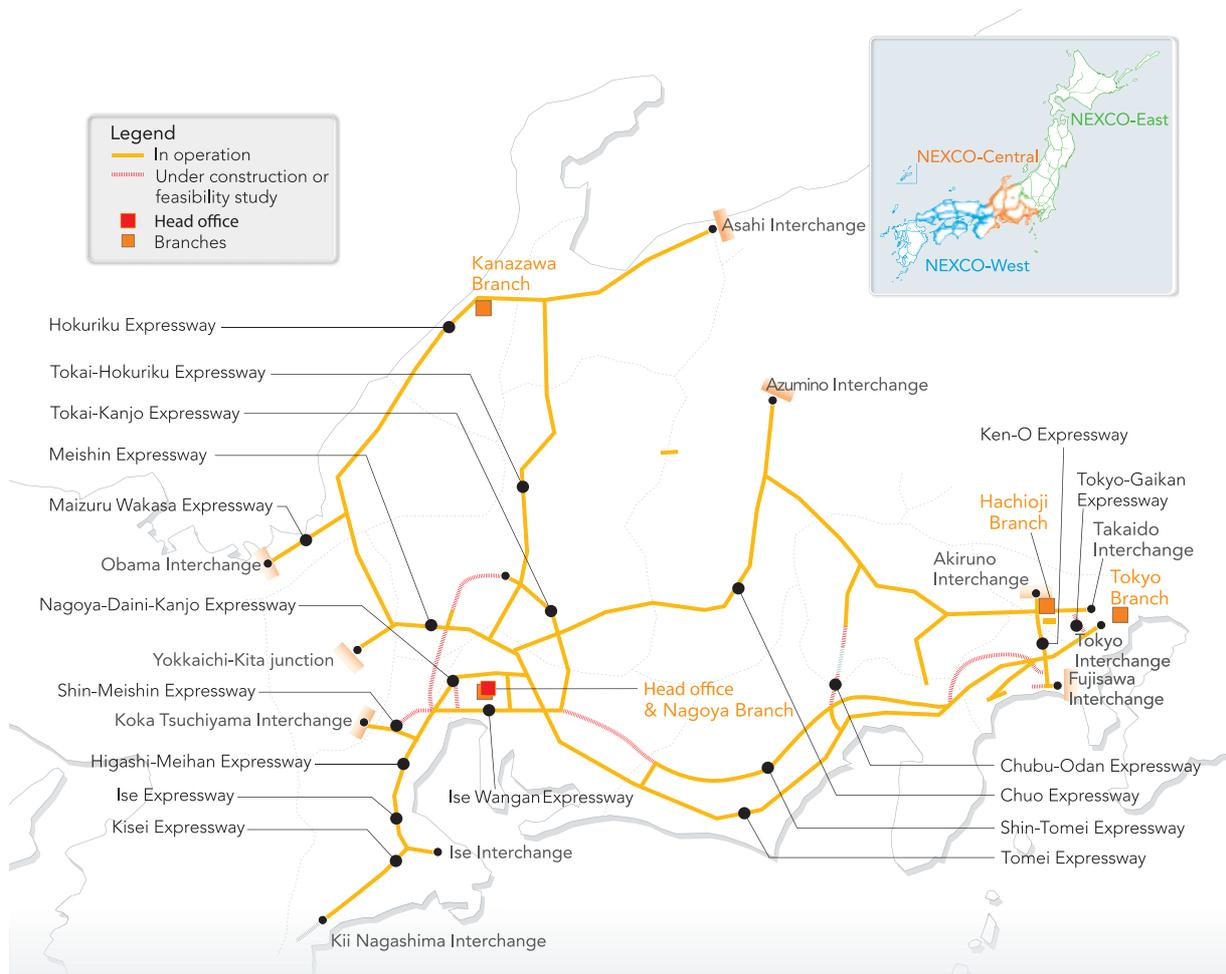 Legend
In operation
Under construction or
feasibility study
Head office
Branches
NEXCO-East
NEXCO-Central
NEXCO-West
Asahi Interchange
Kanazawa
Branch
Hokuriku Expressway
Tokai-Hokuriku Expressway
Tokai-Kanjo Expressway
Meishin Expressway
Maizuru Wakasa Expressway
Obama Interchange
Nagoya-Daini-Kanjo Expressway
Yokkaichi-Kita junction
Shin-Meishin Expressway
Koka Tsuchiyama Interchange
Higashi-Meihan Expressway
Ise Expressway
Kisei Expressway
Ise Wangan Expressway
Ise Interchange
Kii Nagashima Interchange
Head office
& Nagoya Branch
Azumino Interchange
Ken-O Expressway
Tokyo-Gaikan
Expressway
Hachioji
Branch
Takaido
Interchange
Akiruno
Interchange
Tokyo
Branch
Tokyo
Interchange
Fujisawa
Interchange
Chubu-Odan Expressway
Chuo Expressway
Shin-Tomei Expressway
Tomei Expressway